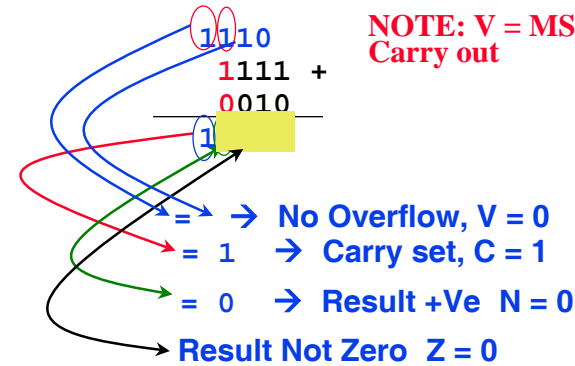 NOTE: V = MS
Carry out
1110
1111 +
0010
1
= → No Overflow, V = 0
= 1 → Carry set, C = 1
= 0 → Result +Ve N = 0
Result Not Zero Z = 0